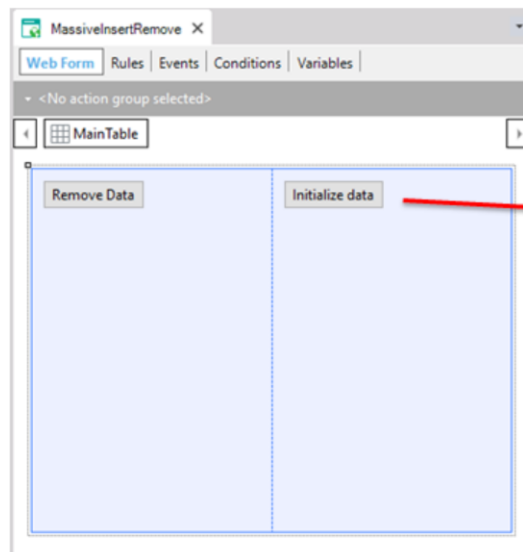 MassiveInsertRemove
Web Form Rules Events Conditions Variables
<No action group selected>
MainTable
Remove Data Initialize data